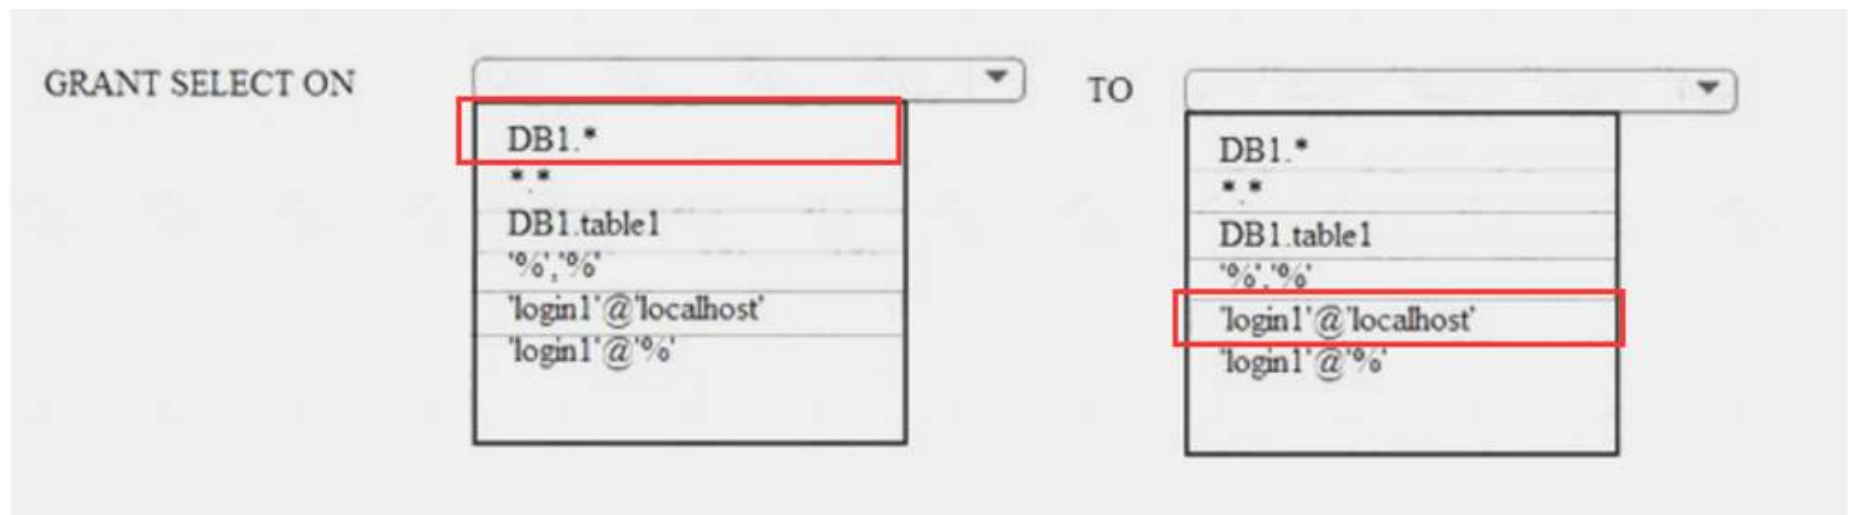 GRANT SELECT ON
DB1.*
*.*
DB1.table1
'%','%'
'login1'@'localhost'
'login1'@'%'
TO
DB1.*
*.*
DB1.table1
'%','%'
'login1'@'localhost'
'login1'@'%'